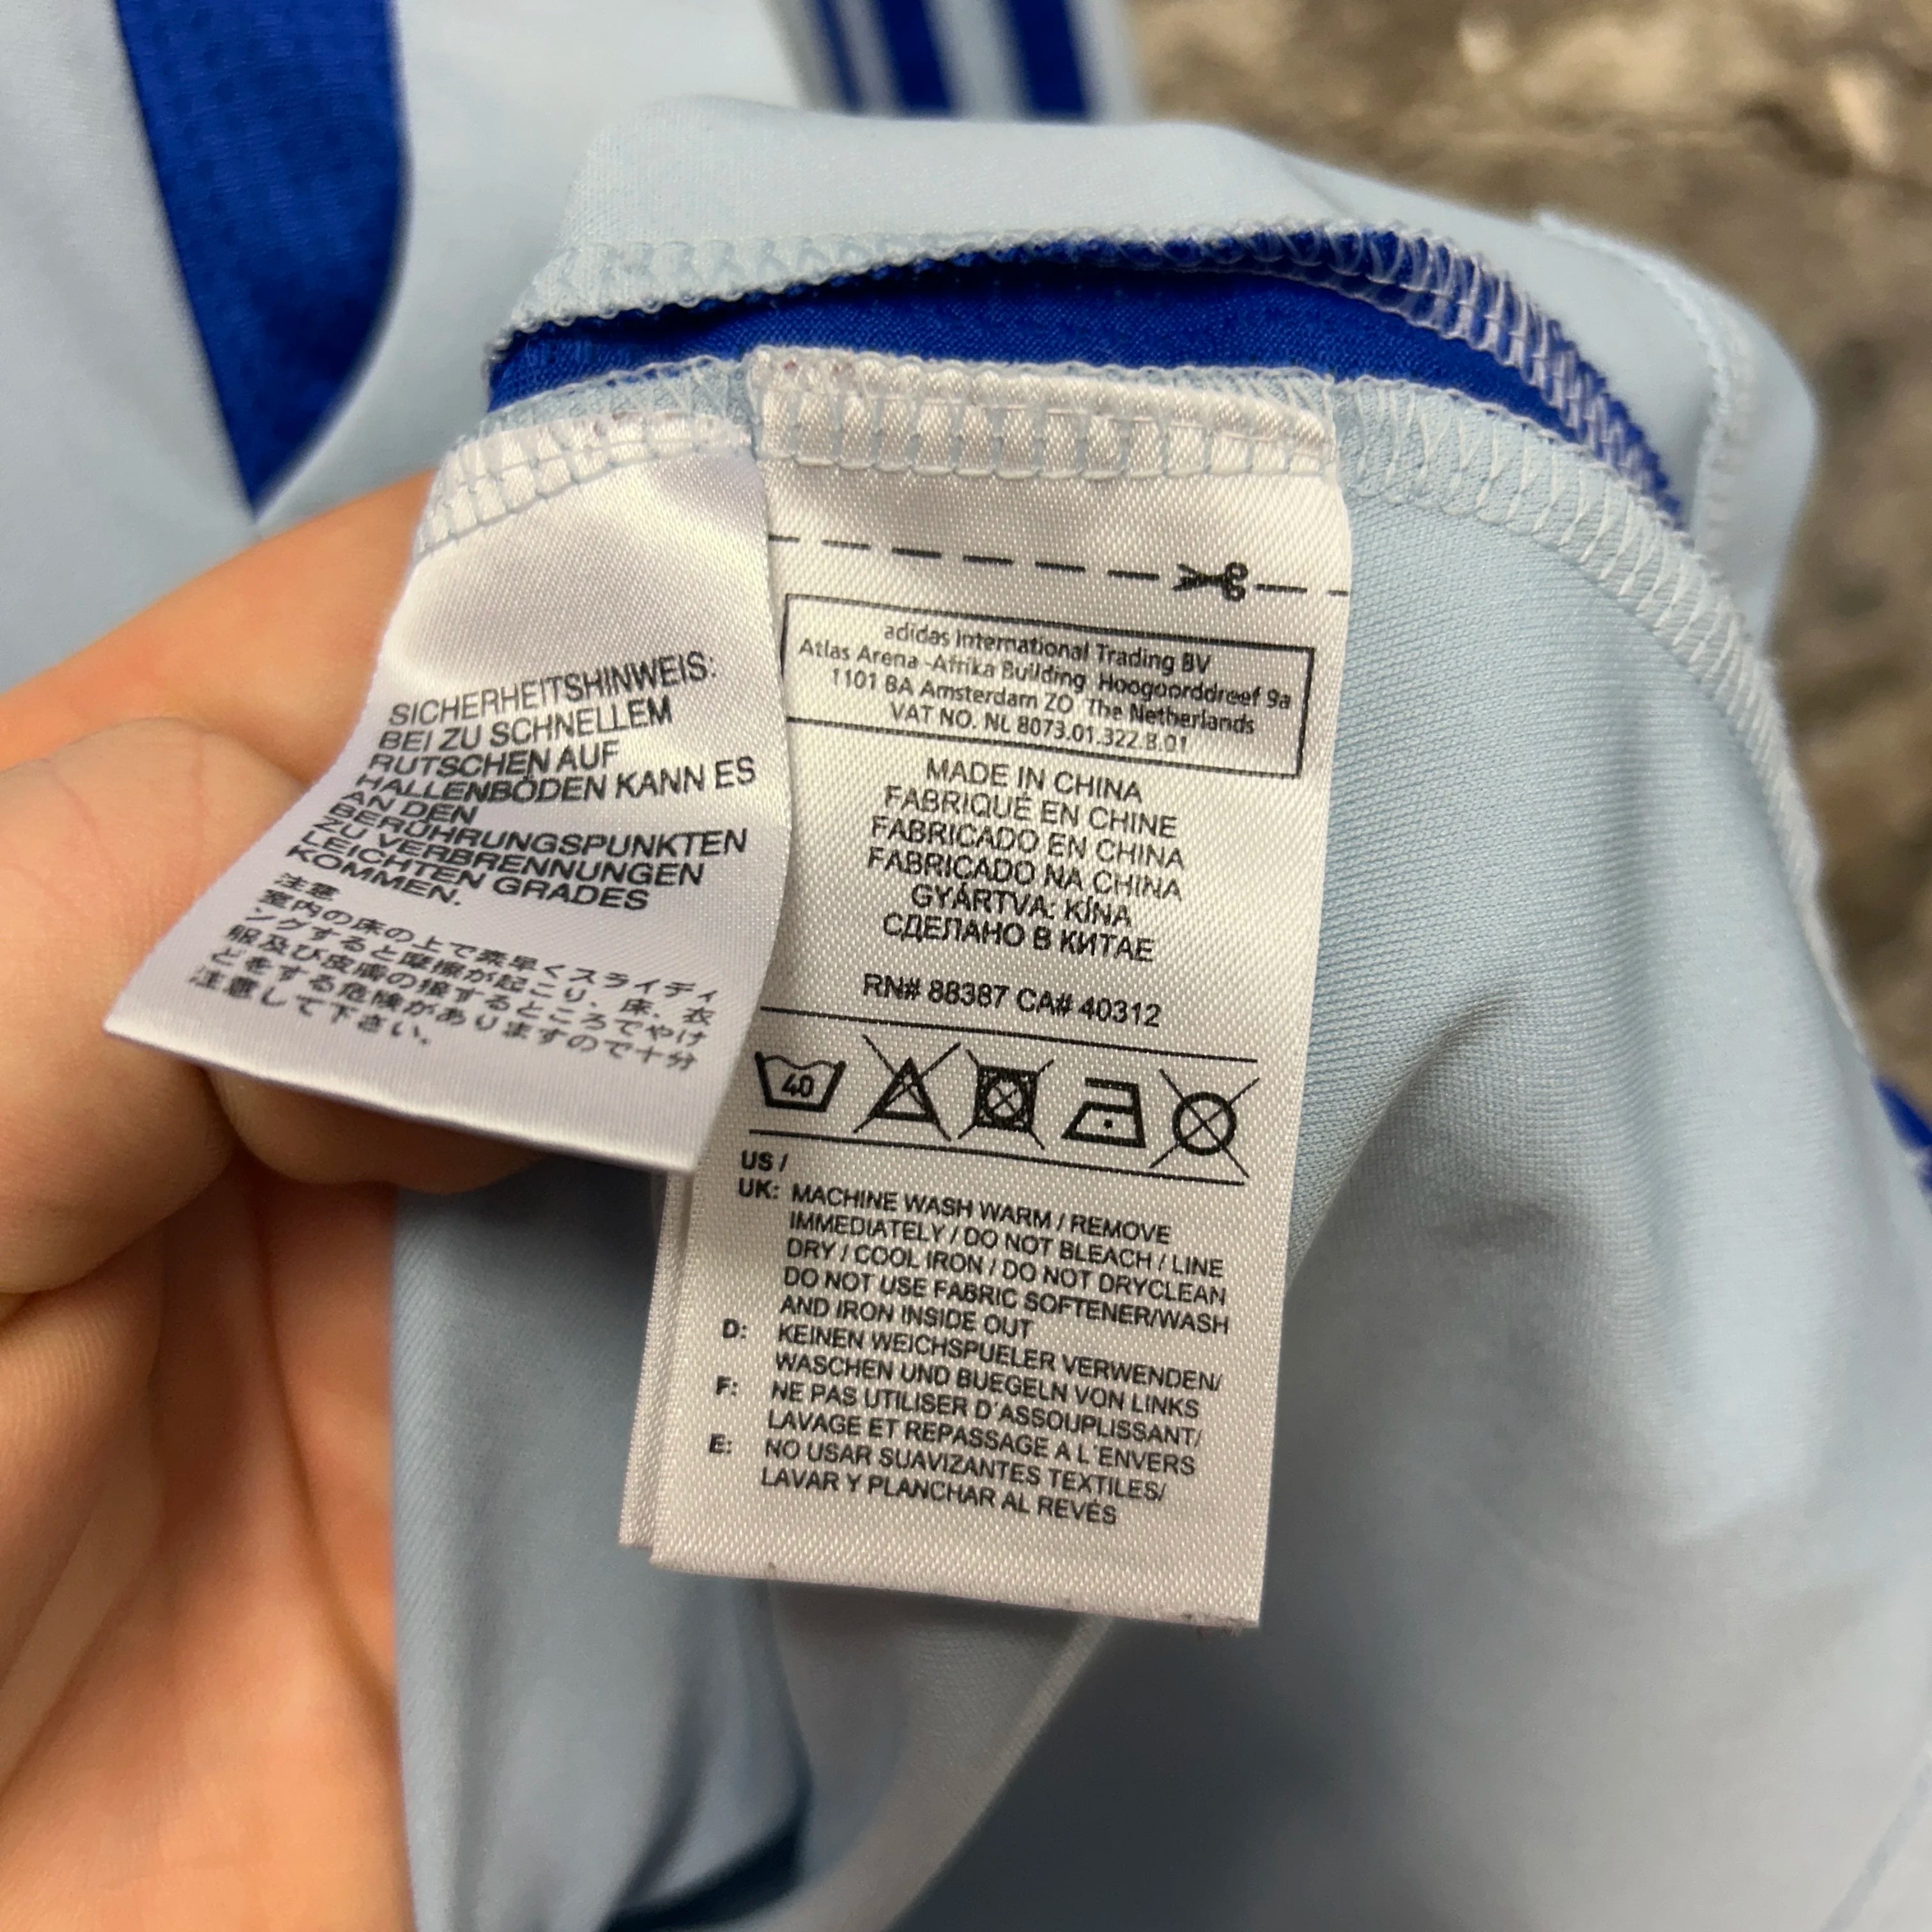 SICHERHEITSHINWEIS:
BEI ZU SCHNELLEM
RUTSCHEN AUF
HALLENBÖDEN KANN ES
AN DEN
BERÜHRUNGSPUNKTEN
ZU VERBRENNUNGEN
LEICHTEN GRADES
KOMMEN.
注意
室内の床の上で素早くスライディ
ングすると摩擦が起こり、床、衣
服及び皮膚の接するところでやけ
どをする危険がありますので十分
注意して下さい。
adidas International Trading BV
Atlas Arena -Afrika Building Hoogoorddreef 9a
1101 BA Amsterdam ZO The Netherlands
VAT NO. NL 8073.01.322.B.01
MADE IN CHINA
FABRIQUÉ EN CHINE
FABRICADO EN CHINA
FABRICADO NA CHINA
GYÁRTVA: KÍNA
СДЕЛАНО В КИТАЕ
RN# 88387 CA# 40312
40
US /
UK: MACHINE WASH WARM / REMOVE
IMMEDIATELY / DO NOT BLEACH / LINE
DRY / COOL IRON / DO NOT DRYCLEAN
DO NOT USE FABRIC SOFTENER/WASH
AND IRON INSIDE OUT
D: KEINEN WEICHSPUELER VERWENDEN/
WASCHEN UND BUEGELN VON LINKS
F: NE PAS UTILISER D'ASSOUPLISSANT/
LAVAGE ET REPASSAGE A L'ENVERS
E: NO USAR SUAVIZANTES TEXTILES/
LAVAR Y PLANCHAR AL REVÉS